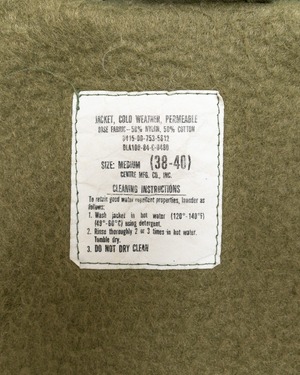 JACKET, COLD WEATHER, PERMEABLE
BASE FABRIC-50% NYLON, 50% COTTON
8415-00-753-5612
DLA100-84-C-0480
SIZE: MEDIUM (38-40)
CENTRE MFG. CO., INC.
CLEANING INSTRUCTIONS
To retain good water repellent properties, launder as
follows:
1. Wash jacket in hot water (120°-140°F)
(49°-60°C) using detergent.
2. Rinse thoroughly 2 or 3 times in hot water.
Tumble dry.
3. DO NOT DRY CLEAN